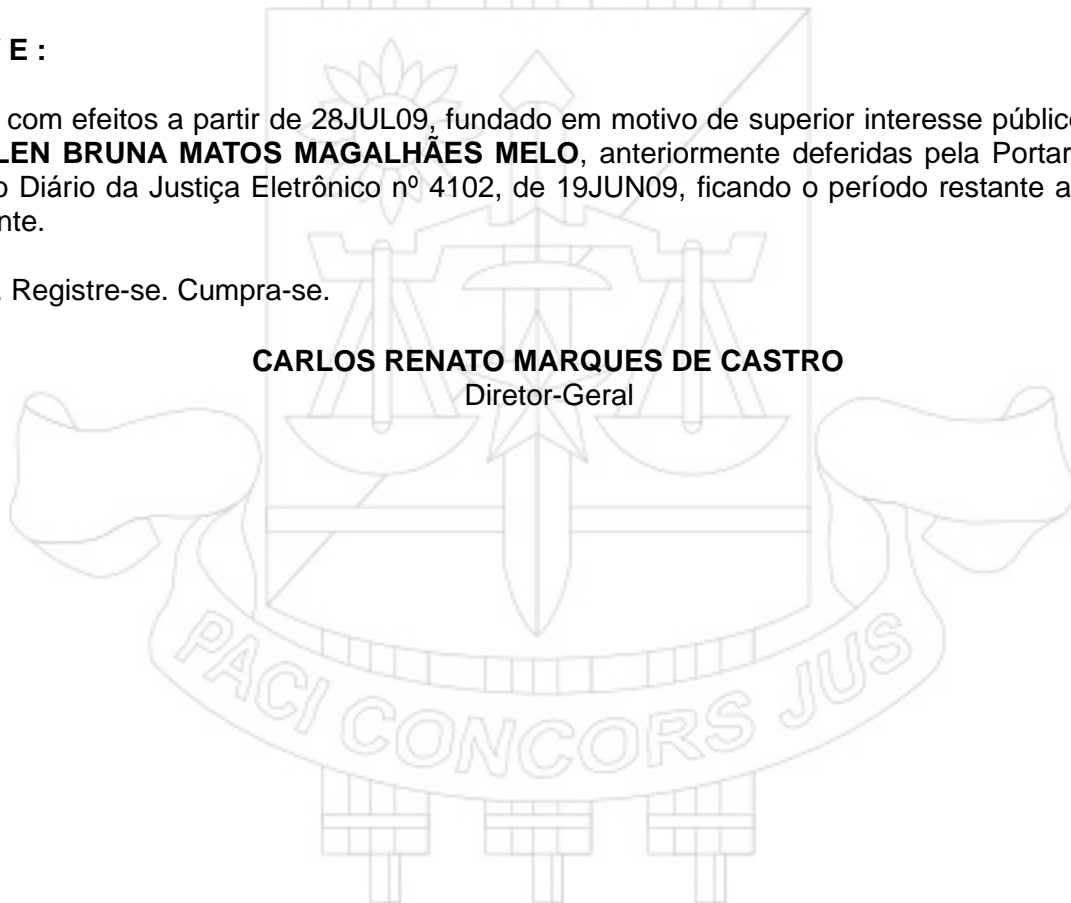 E :
com efeitos a partir de 28JUL09, fundado em motivo de superior interesse público
LEN BRUNA MATOS MAGALHÃES MELO, anteriormente deferidas pela Portar
o Diário da Justiça Eletrônico nº 4102, de 19JUN09, ficando o período restante a
nte.
. Registre-se. Cumpra-se.
CARLOS RENATO MARQUES DE CASTRO
Diretor-Geral
PACI CONCORS JUS